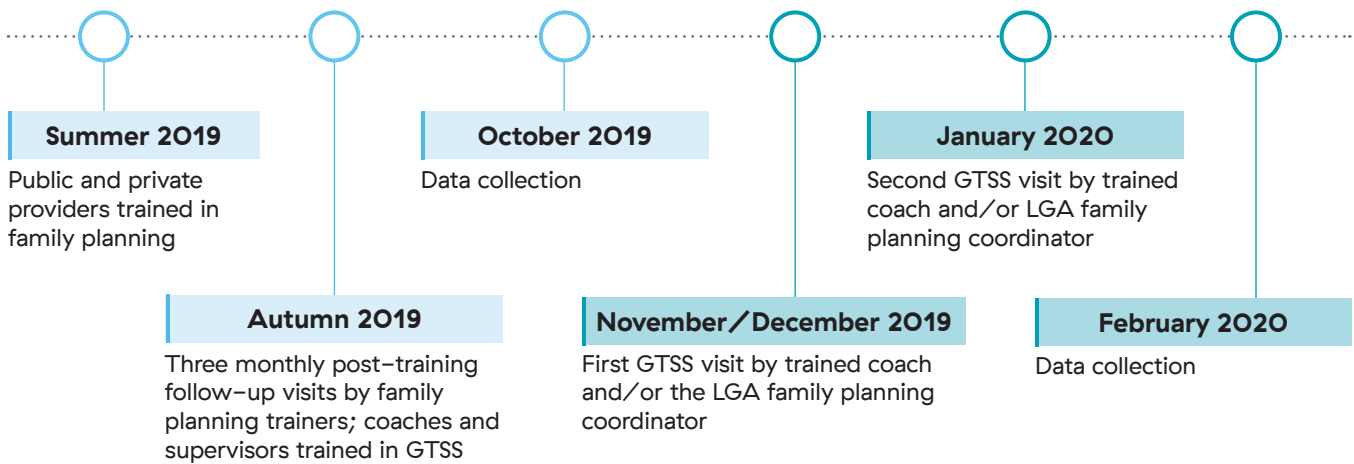 Summer 2019
Public and private
providers trained in
family planning
Autumn 2019
Three monthly post-training
follow-up visits by family
planning trainers; coaches and
supervisors trained in GTSS
October 2019
Data collection
November/December 2019
First GTSS visit by trained coach
and/or the LGA family planning
coordinator
January 2020
Second GTSS visit by trained
coach and/or LGA family
planning coordinator
February 2020
Data collection